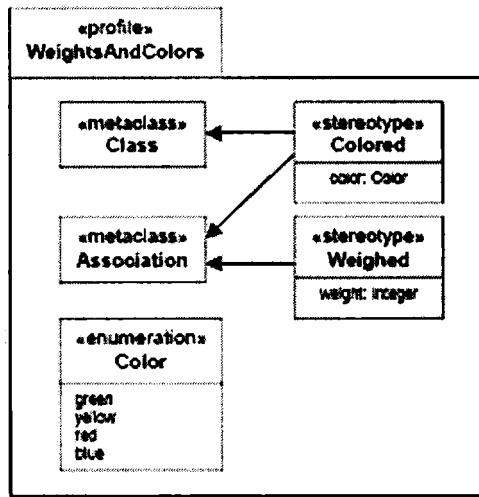 «profile»
WeightsAndColors
«metaclass»
Class
«stereotype»
Colored
color: Color
«metaclass»
Association
«stereotype»
Weighed
weight: Integer
«enumeration»
Color
green
yellow
red
blue